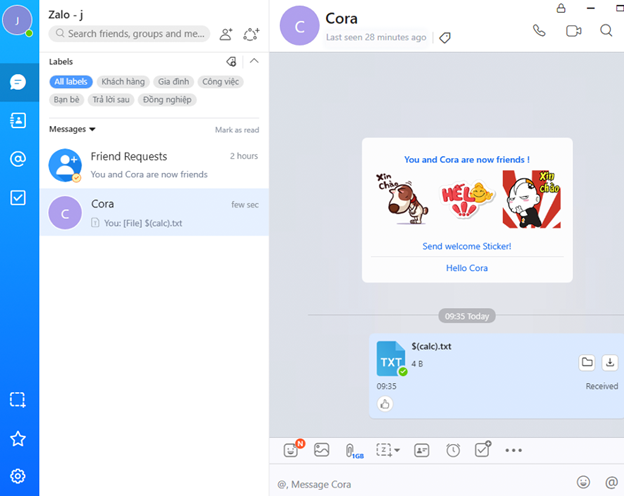 J
Zalo - j
Search friends, groups and me...
Labels
All labels Khách hàng Gia đình Công việc
Bạn bè Trả lời sau Đồng nghiệp
Messages Mark as read
Friend Requests 2 hours
You and Cora are now friends
C Cora few sec
You: [File] $(calc).txt
C
Cora
Last seen 28 minutes ago
You and Cora are now friends !
Xin Chào HELLO!!! Xin chào
Send welcome Sticker!
Hello Cora
09:35 Today
$(calc).txt
TXT 4 B
09:35 Received
N
1GB
@, Message Cora